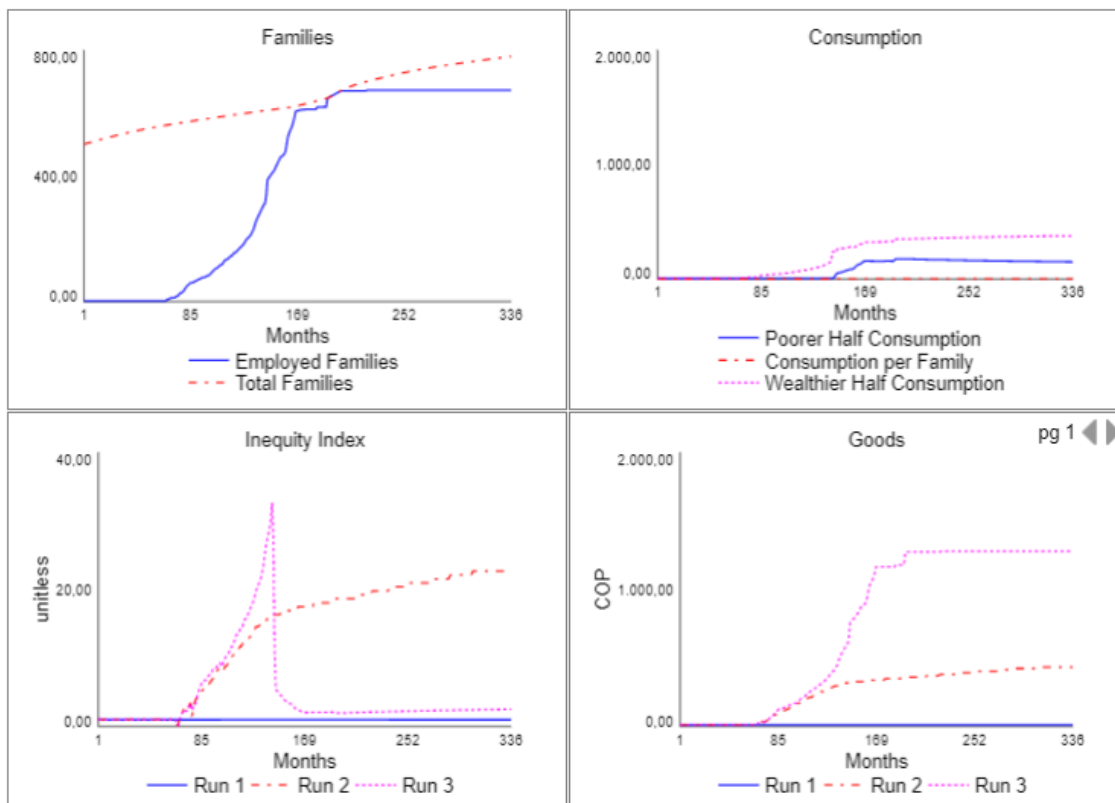 Families
800,00
400,00
0,00
1 85 169 252 336
Months
Employed Families
Total Families
Consumption
2.000,00
1.000,00
0,00
1 85 169 252 336
Months
Poorer Half Consumption
Consumption per Family
Wealthier Half Consumption
Inequity Index
40,00
unitless
20,00
0,00
1 85 169 252 336
Months
Run 1 Run 2 Run 3
Goods
pg 1
2.000,00
COP
1.000,00
0,00
1 85 169 252 336
Months
Run 1 Run 2 Run 3